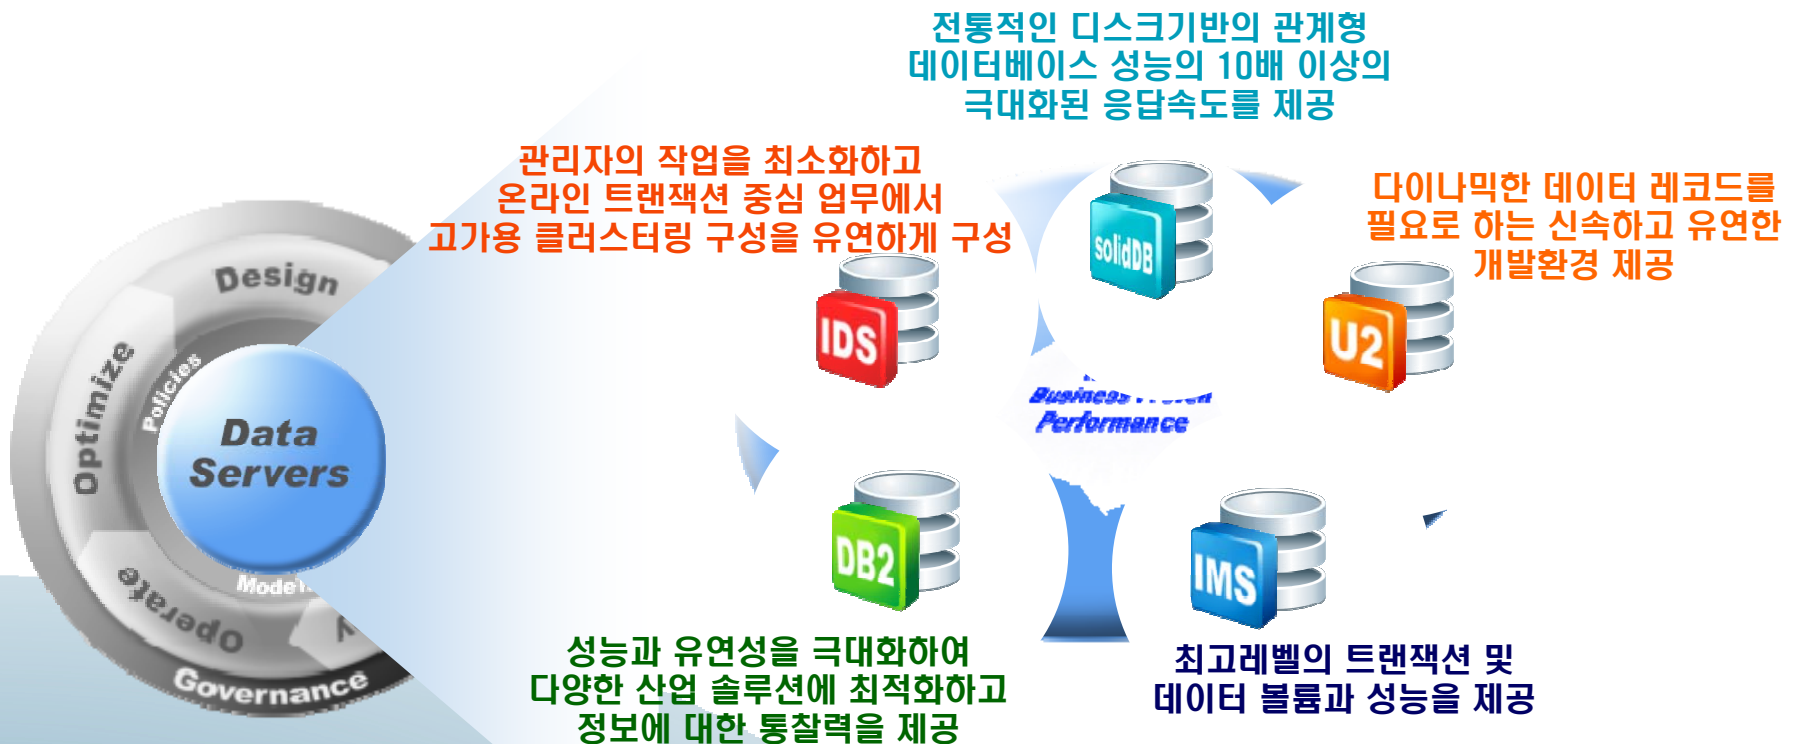 전통적인 디스크기반의 관계형
데이터베이스 성능의 10배 이상의
극대화된 응답속도를 제공
관리자의 작업을 최소화하고
온라인 트랜잭션 중심 업무에서
고가용 클러스터링 구성을 유연하게 구성
다이나믹한 데이터 레코드를
필요로 하는 신속하고 유연한
개발환경 제공
solidDB
IDS
U2
Design
Optimize
Policies
Data
Servers
Business
Performance
DB2
IMS
Operate
Governance
성능과 유연성을 극대화하여
다양한 산업 솔루션에 최적화하고
정보에 대한 통찰력을 제공
최고레벨의 트랜잭션 및
데이터 볼륨과 성능을 제공